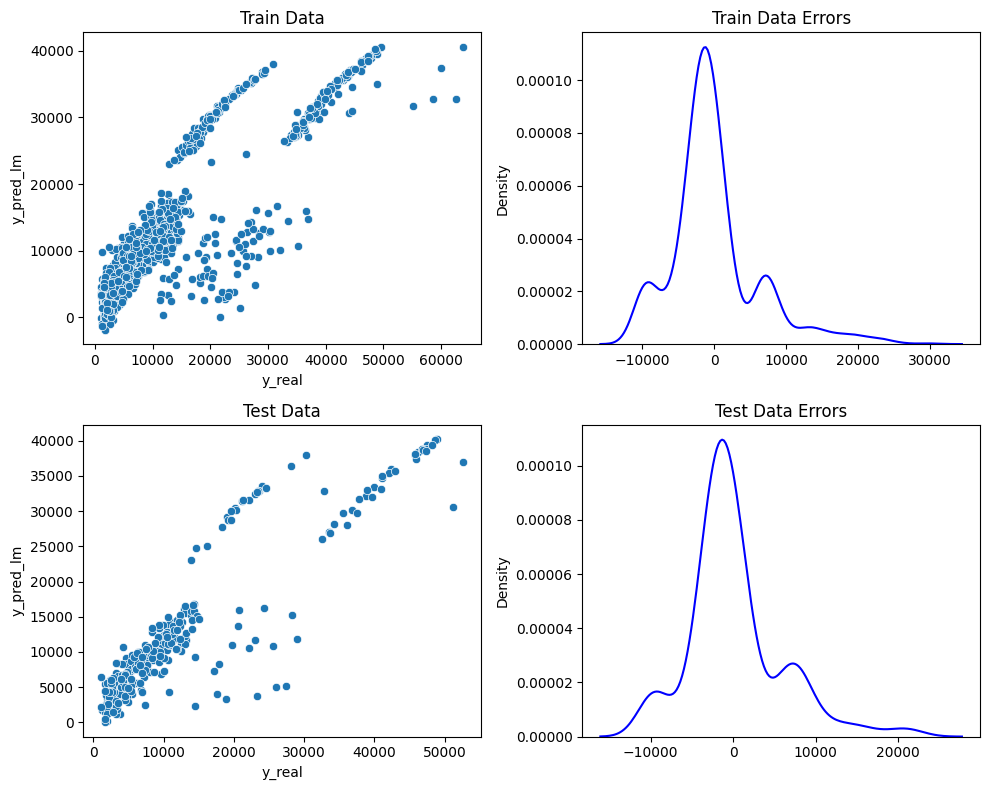 Train Data
40000
30000
20000
10000
0
y_pred_lm
0 10000 20000 30000 40000 50000 60000
y_real
Train Data Errors
0.00010
0.00008
0.00006
0.00004
0.00002
0.00000
Density
−10000 0 10000 20000 30000
Test Data
40000
35000
30000
25000
20000
15000
10000
5000
0
y_pred_lm
0 10000 20000 30000 40000 50000
y_real
Test Data Errors
0.00010
0.00008
0.00006
0.00004
0.00002
0.00000
Density
−10000 0 10000 20000